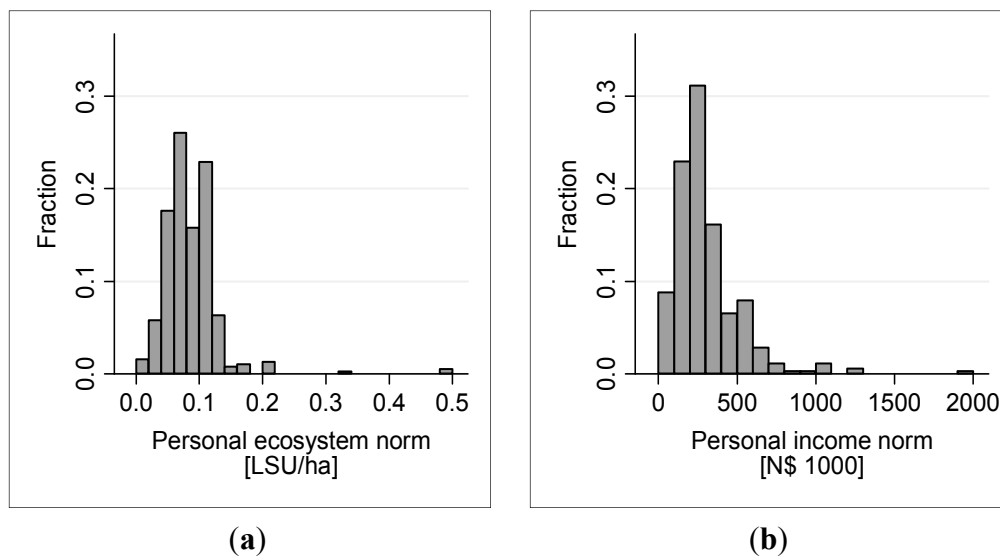 Fraction
0.0 0.1 0.2 0.3
0.0 0.1 0.2 0.3 0.4 0.5
Personal ecosystem norm
[LSU/ha]
(a)
Fraction
0.0 0.1 0.2 0.3
0 500 1000 1500 2000
Personal income norm
[N$ 1000]
(b)